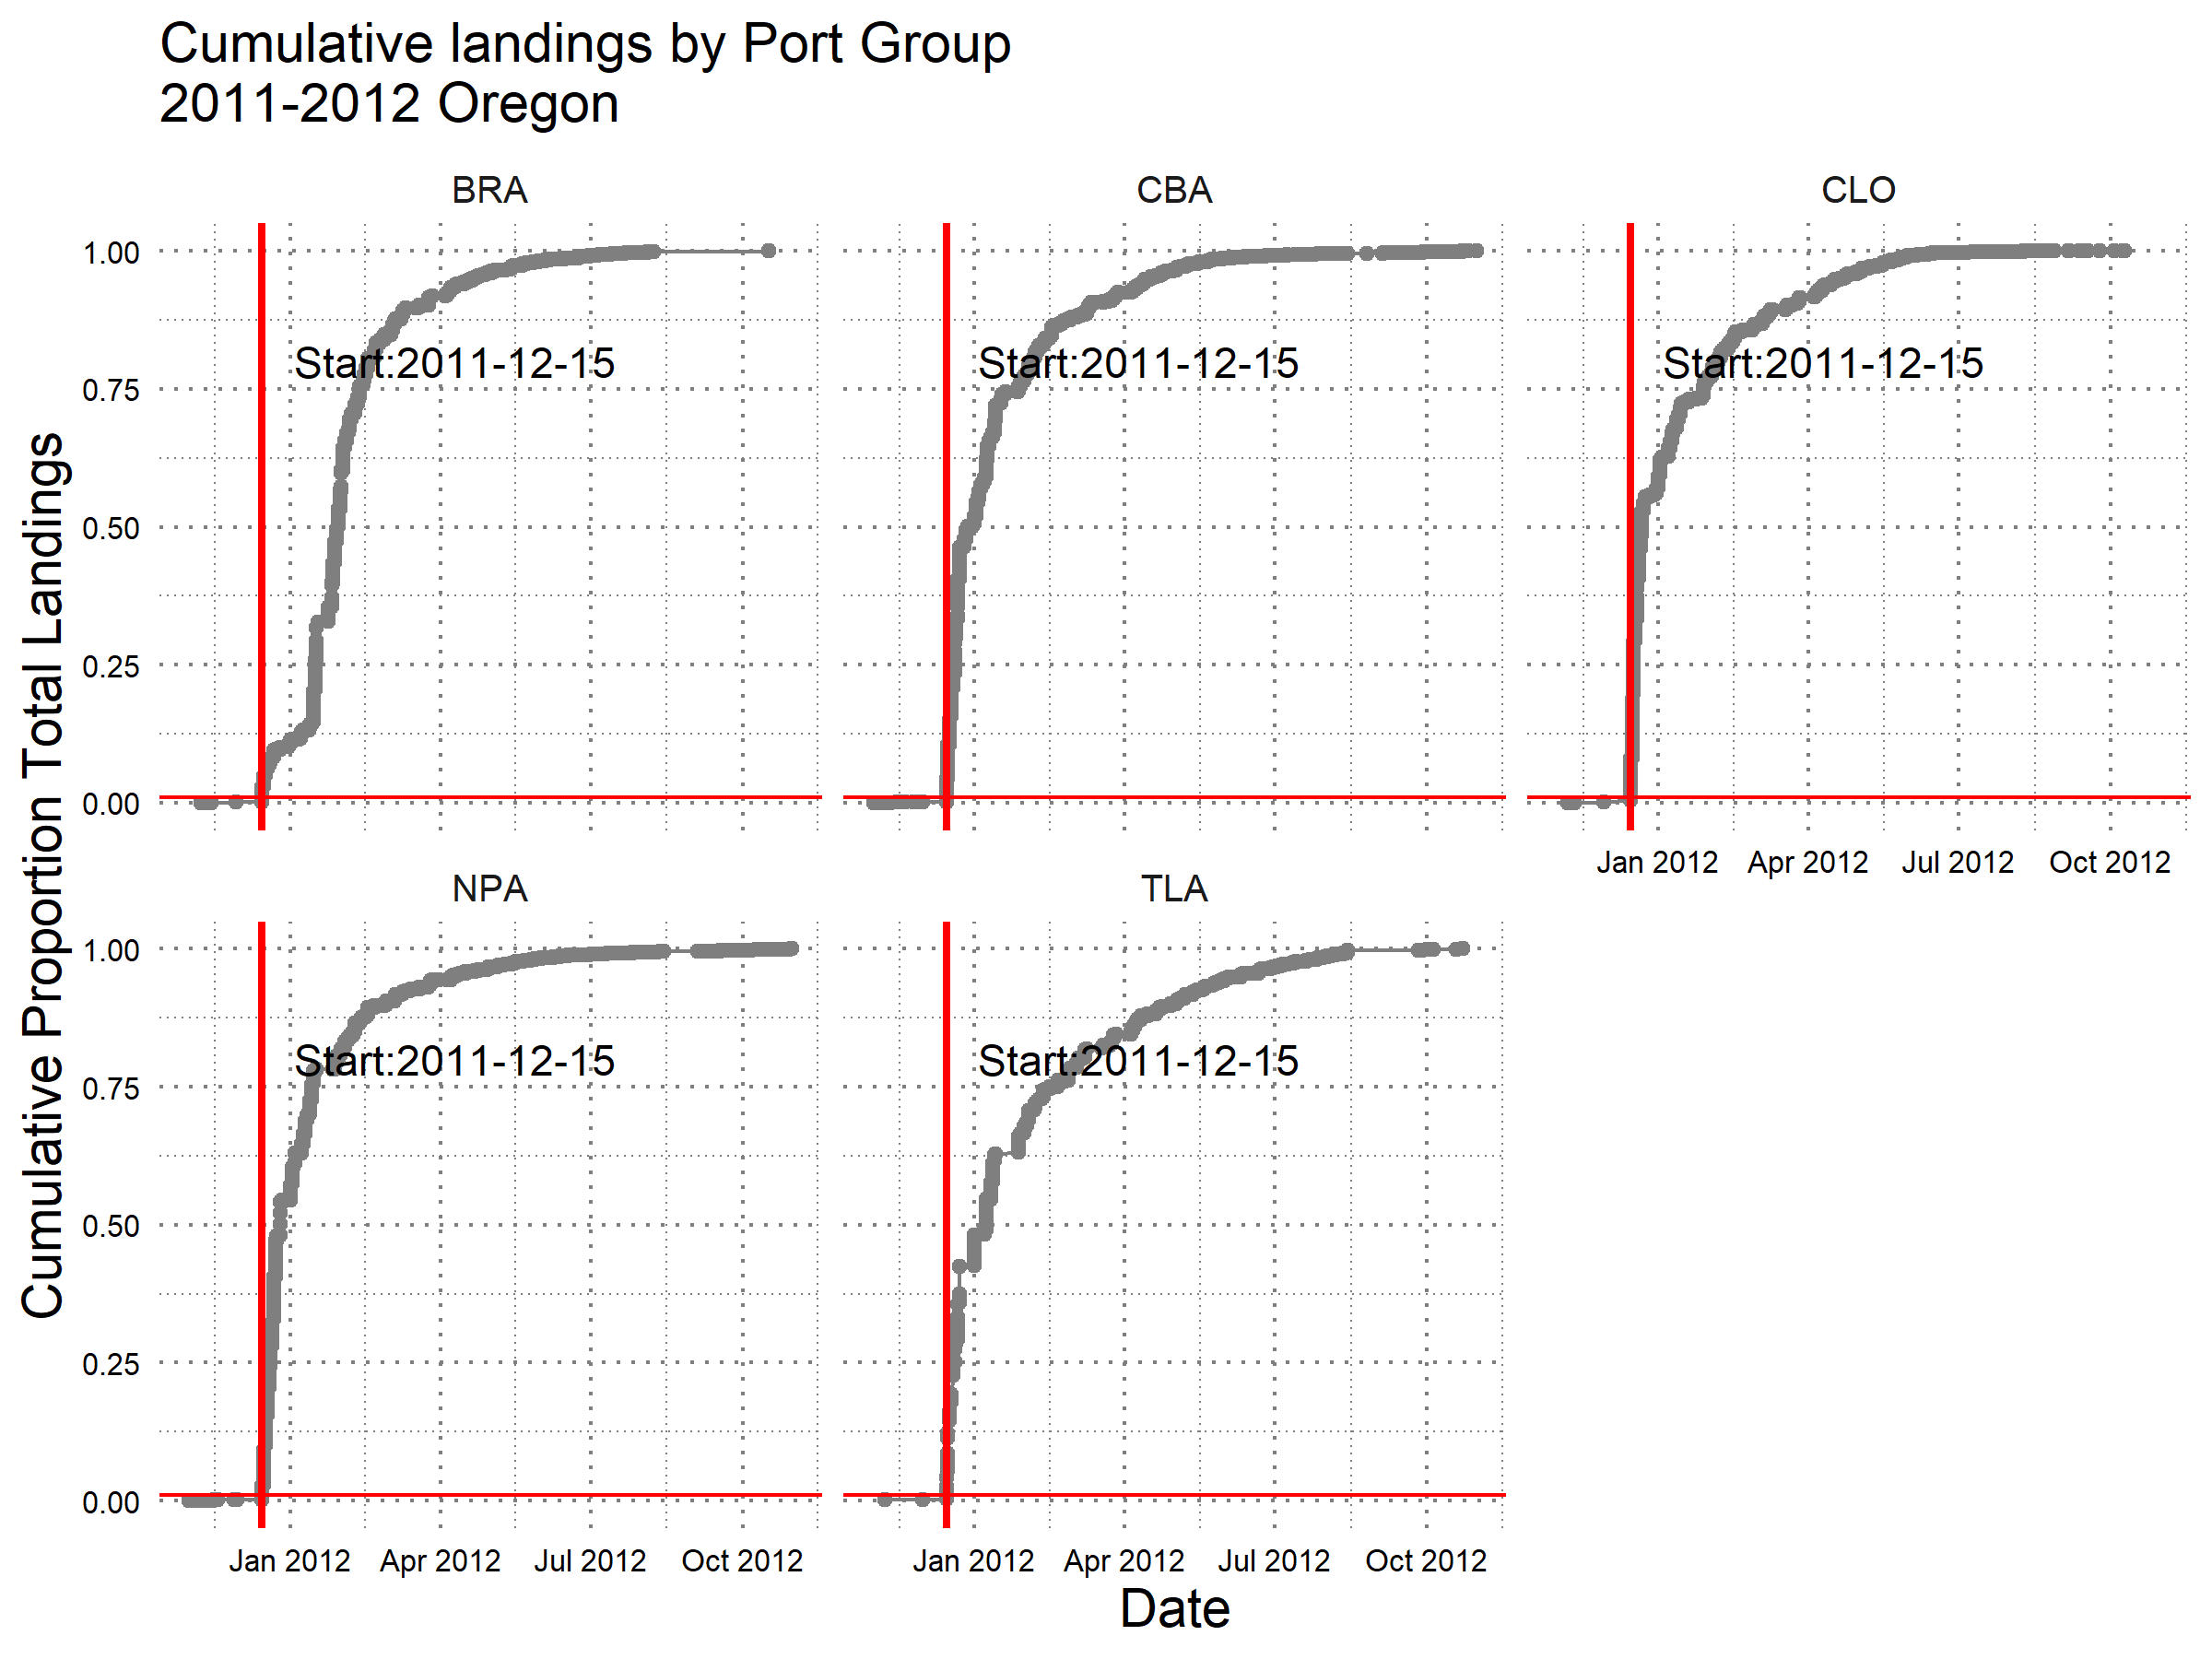 Cumulative landings by Port Group
2011-2012 Oregon
BRA
CBA
CLO
1.00
0.75
0.50
0.25
0.00
Start:2011-12-15
Start:2011-12-15
Start:2011-12-15
Jan 2012
Apr 2012
Jul 2012
Oct 2012
NPA
TLA
1.00
0.75
0.50
0.25
0.00
Start:2011-12-15
Start:2011-12-15
Jan 2012
Apr 2012
Jul 2012
Oct 2012
Jan 2012
Apr 2012
Jul 2012
Oct 2012
Date
Cumulative Proportion Total Landings